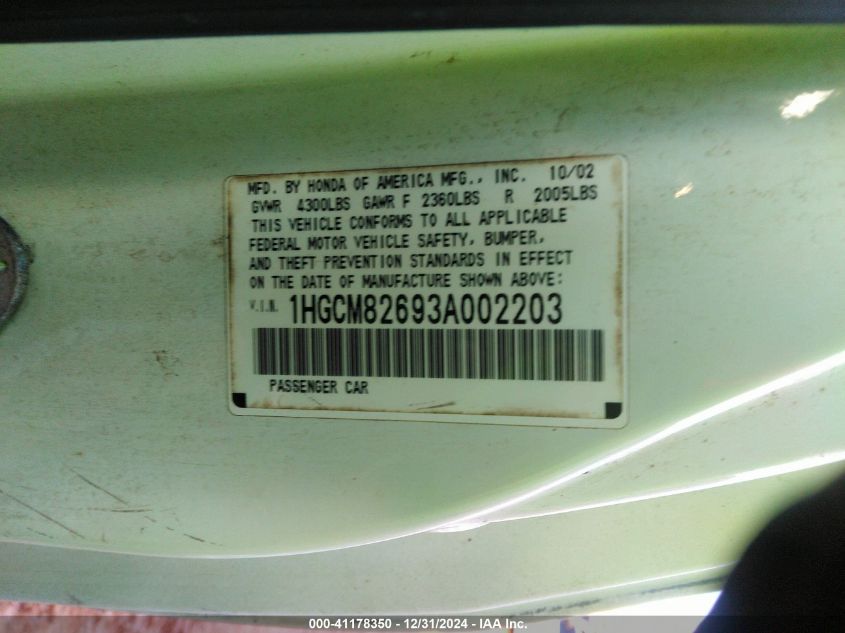 MFD. BY HONDA OF AMERICA MFG., INC. 10/02
GVWR 4300LBS GAWR F 2360LBS R 2005LBS
THIS VEHICLE CONFORMS TO ALL APPLICABLE
FEDERAL MOTOR VEHICLE SAFETY, BUMPER,
AND THEFT PREVENTION STANDARDS IN EFFECT
ON THE DATE OF MANUFACTURE SHOWN ABOVE:
V.I.N. 1HGCM82693A002203
PASSENGER CAR
000-41178350 - 12/31/2024 - IAA Inc.